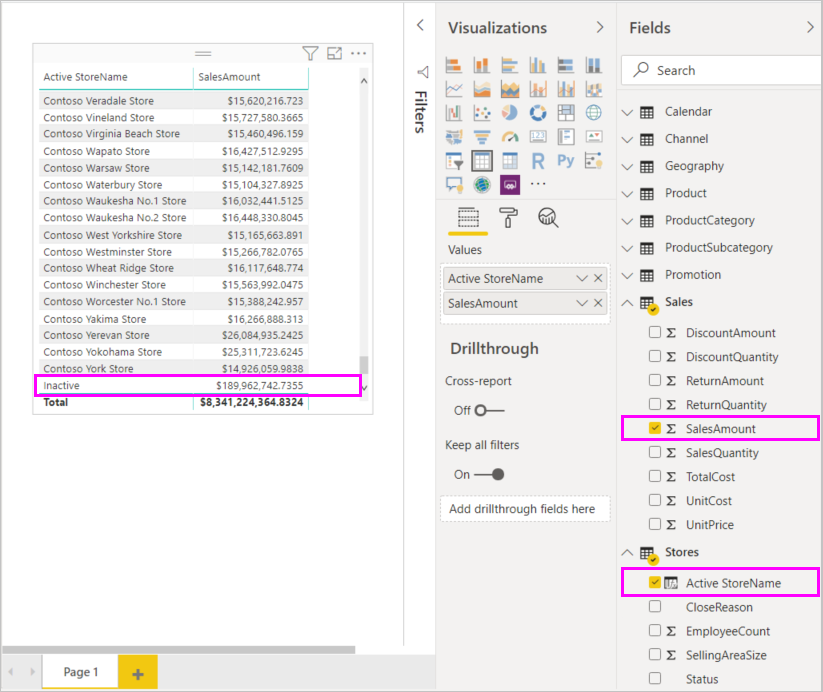 Active StoreName SalesAmount
Contoso Veradale Store $15,620,216.723
Contoso Vineland Store $15,727,580.3665
Contoso Virginia Beach Store $15,460,496.159
Contoso Wapato Store $16,427,512.9295
Contoso Warsaw Store $15,142,181.7609
Contoso Waterbury Store $15,104,327.8925
Contoso Waukesha No.1 Store $16,032,441.5125
Contoso Waukesha No.2 Store $16,448,330.8045
Contoso West Yorkshire Store $15,165,663.891
Contoso Westminster Store $15,266,782.0765
Contoso Wheat Ridge Store $16,117,648.774
Contoso Winchester Store $15,563,992.0475
Contoso Worcester No.1 Store $15,388,242.957
Contoso Yakima Store $16,266,888.313
Contoso Yerevan Store $26,084,935.2425
Contoso Yokohama Store $25,311,723.6245
Contoso York Store $14,926,059.9838
Inactive $189,962,742.7355
Total $8,341,224,364.8324
Page 1
Filters
Visualizations
123
R Py
Values
Active StoreName
SalesAmount
Drillthrough
Cross-report
Off
Keep all filters
On
Add drillthrough fields here
Fields
Search
Calendar
Channel
Geography
Product
ProductCategory
ProductSubcategory
Promotion
Sales
Σ DiscountAmount
Σ DiscountQuantity
Σ ReturnAmount
Σ ReturnQuantity
Σ SalesAmount
Σ SalesQuantity
Σ TotalCost
Σ UnitCost
Σ UnitPrice
Stores
Active StoreName
CloseReason
Σ EmployeeCount
Σ SellingAreaSize
Status